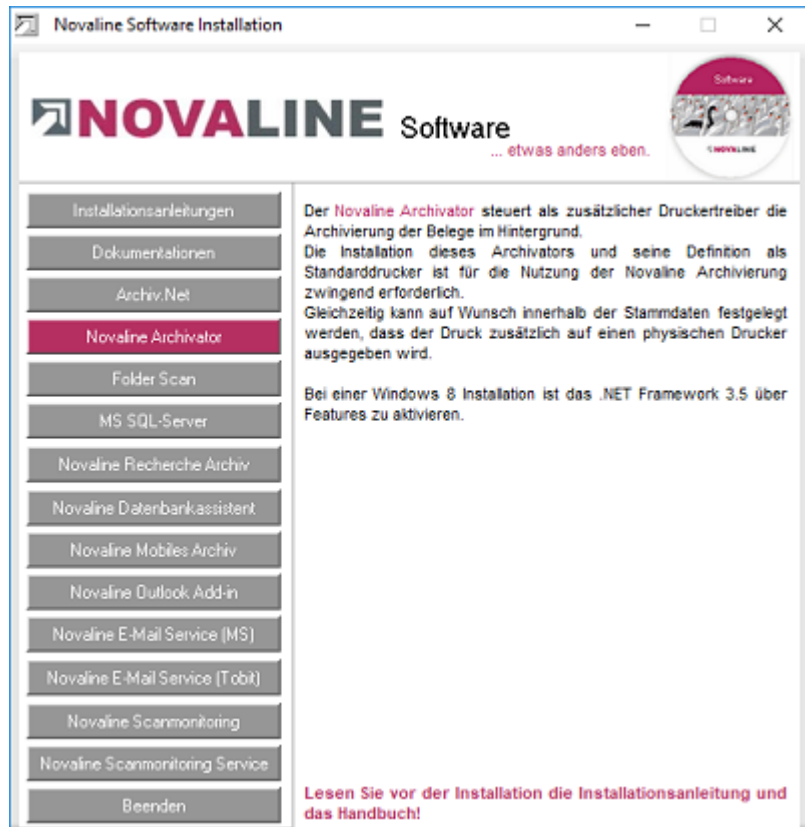 Novaline Software Installation
NOVALINE Software
... etwas anders eben.
Software
NOVALINE
Installationsanleitungen
Dokumentationen
Archiv.Net
Novaline Archivator
Folder Scan
MS SQL-Server
Novaline Recherche Archiv
Novaline Datenbankassistent
Novaline Mobiles Archiv
Novaline Outlook Add-in
Novaline E-Mail Service (MS)
Novaline E-Mail Service (Tobit)
Novaline Scanmonitoring
Novaline Scanmonitoring Service
Beenden
Der Novaline Archivator steuert als zusätzlicher Druckertreiber die
Archivierung der Belege im Hintergrund.
Die Installation dieses Archivators und seine Definition als
Standarddrucker ist für die Nutzung der Novaline Archivierung
zwingend erforderlich.
Gleichzeitig kann auf Wunsch innerhalb der Stammdaten festgelegt
werden, dass der Druck zusätzlich auf einen physischen Drucker
ausgegeben wird.
Bei einer Windows 8 Installation ist das .NET Framework 3.5 über
Features zu aktivieren.
Lesen Sie vor der Installation die Installationsanleitung und
das Handbuch!